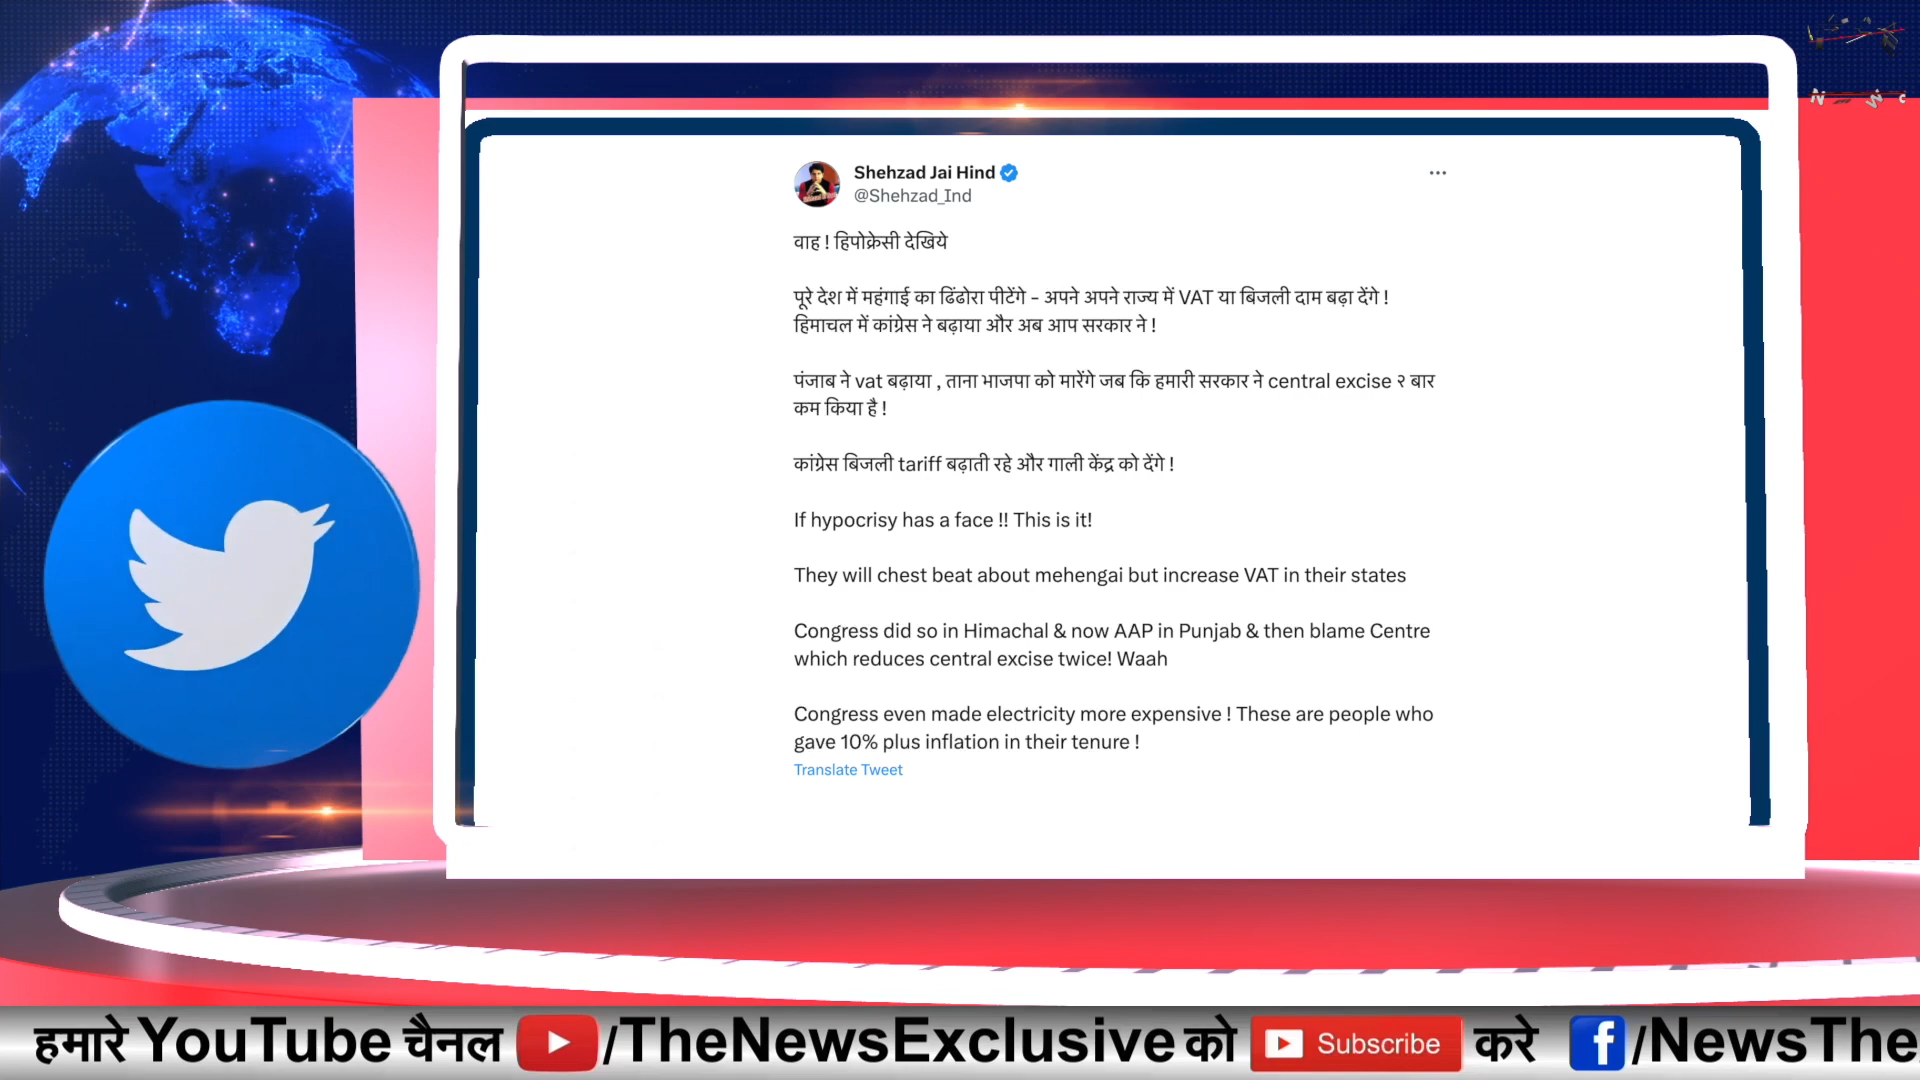 Shehzad Jai Hind
@Shehzad_Ind
वाह ! हिपोक्रेसी देखिये
पूरे देश में महंगाई का ढिंढोरा पीटेंगे - अपने अपने राज्य में VAT या बिजली दाम बढ़ा देंगे !
हिमाचल में कांग्रेस ने बढ़ाया और अब आप सरकार ने !
पंजाब ने vat बढ़ाया , ताना भाजपा को मारेंगे जब कि हमारी सरकार ने central excise २ बार
कम किया है !
कांग्रेस बिजली tariff बढ़ाती रहे और गाली केंद्र को देंगे !
If hypocrisy has a face !! This is it!
They will chest beat about mehengai but increase VAT in their states
Congress did so in Himachal & now AAP in Punjab & then blame Centre
which reduces central excise twice! Waah
Congress even made electricity more expensive ! These are people who
gave 10% plus inflation in their tenure !
Translate Tweet
हमारे YouTube चैनल /TheNewsExclusive को Subscribe करे f /NewsThe